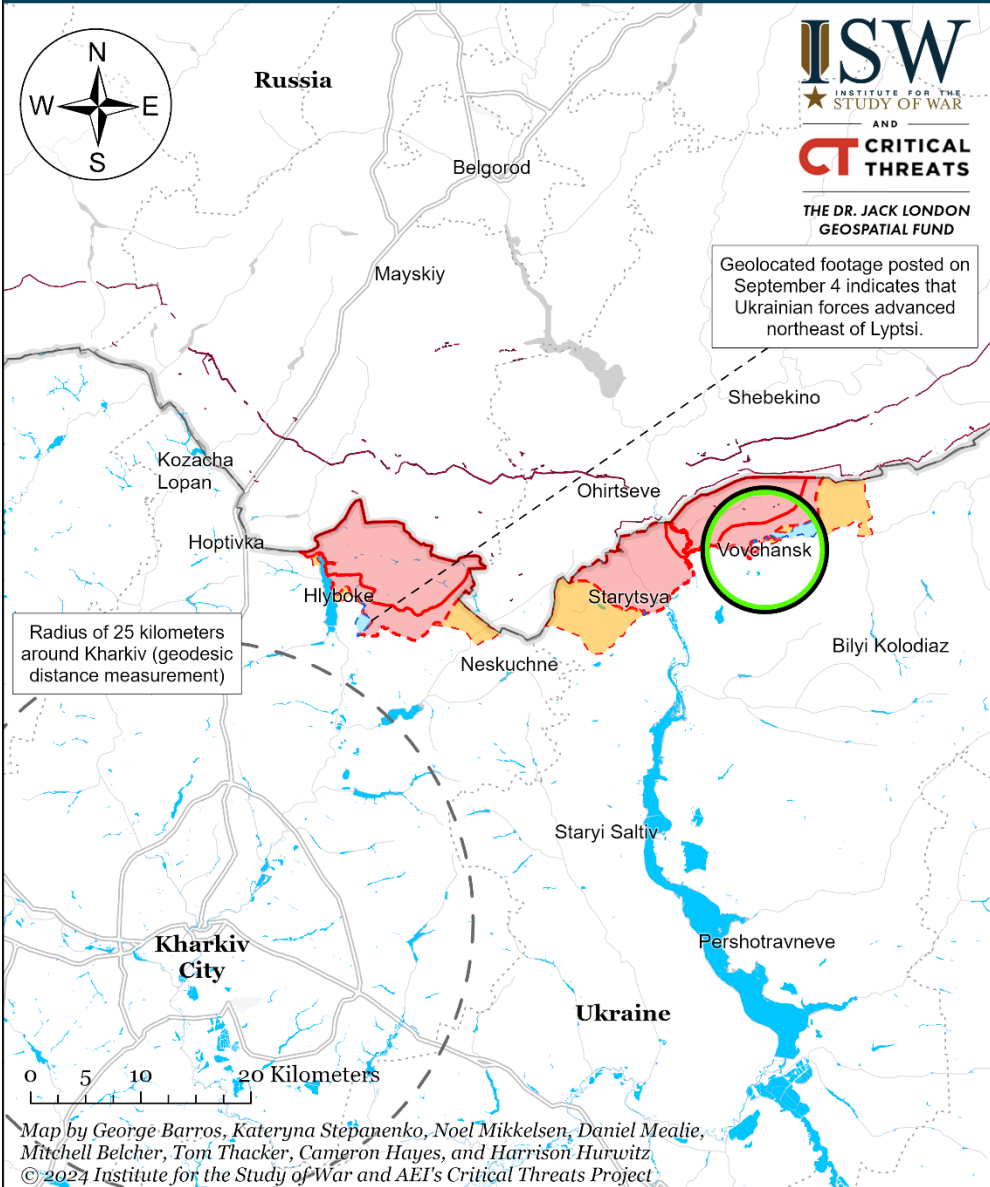 N
W
E
S
Russia
ISW
INSTITUTE FOR THE
STUDY OF WAR
AND
CT CRITICAL
THREATS
THE DR. JACK LONDON
GEOSPATIAL FUND
Belgorod
Mayskiy
Geolocated footage posted on
September 4 indicates that
Ukrainian forces advanced
northeast of Lyptsi.
Shebekino
Kozacha
Lopan
Ohirtseve
Hoptivka
Vovchansk
Hlyboke
Starytsya
Radius of 25 kilometers
around Kharkiv (geodesic
distance measurement)
Neskuchne
Bilyi Kolodiaz
Staryi Saltiv
Kharkiv
City
Pershotravneve
Ukraine
0 5 10 20 Kilometers
Map by George Barros, Kateryna Stepanenko, Noel Mikkelsen, Daniel Mealie,
Mitchell Belcher, Tom Thacker, Cameron Hayes, and Harrison Hurwitz
© 2024 Institute for the Study of War and AEI's Critical Threats Project